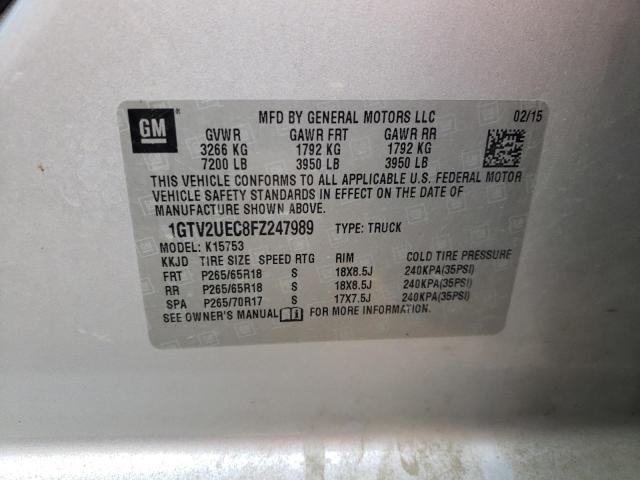 GM
MFD BY GENERAL MOTORS LLC 02/15
GVWR GAWR FRT GAWR RR
3266 KG 1792 KG 1792 KG
7200 LB 3950 LB 3950 LB
THIS VEHICLE CONFORMS TO ALL APPLICABLE U.S. FEDERAL MOTOR
VEHICLE SAFETY STANDARDS IN EFFECT ON THE DATE OF
MANUFACTURE SHOWN ABOVE.
1GTV2UEC8FZ247989 TYPE: TRUCK
MODEL: K15753
KKJD TIRE SIZE SPEED RTG RIM COLD TIRE PRESSURE
FRT P265/65R18 S 18X8.5J 240KPA(35PSI)
RR P265/65R18 S 18X8.5J 240KPA(35PSI)
SPA P265/70R17 S 17X7.5J 240KPA(35PSI)
SEE OWNER'S MANUAL FOR MORE INFORMATION.